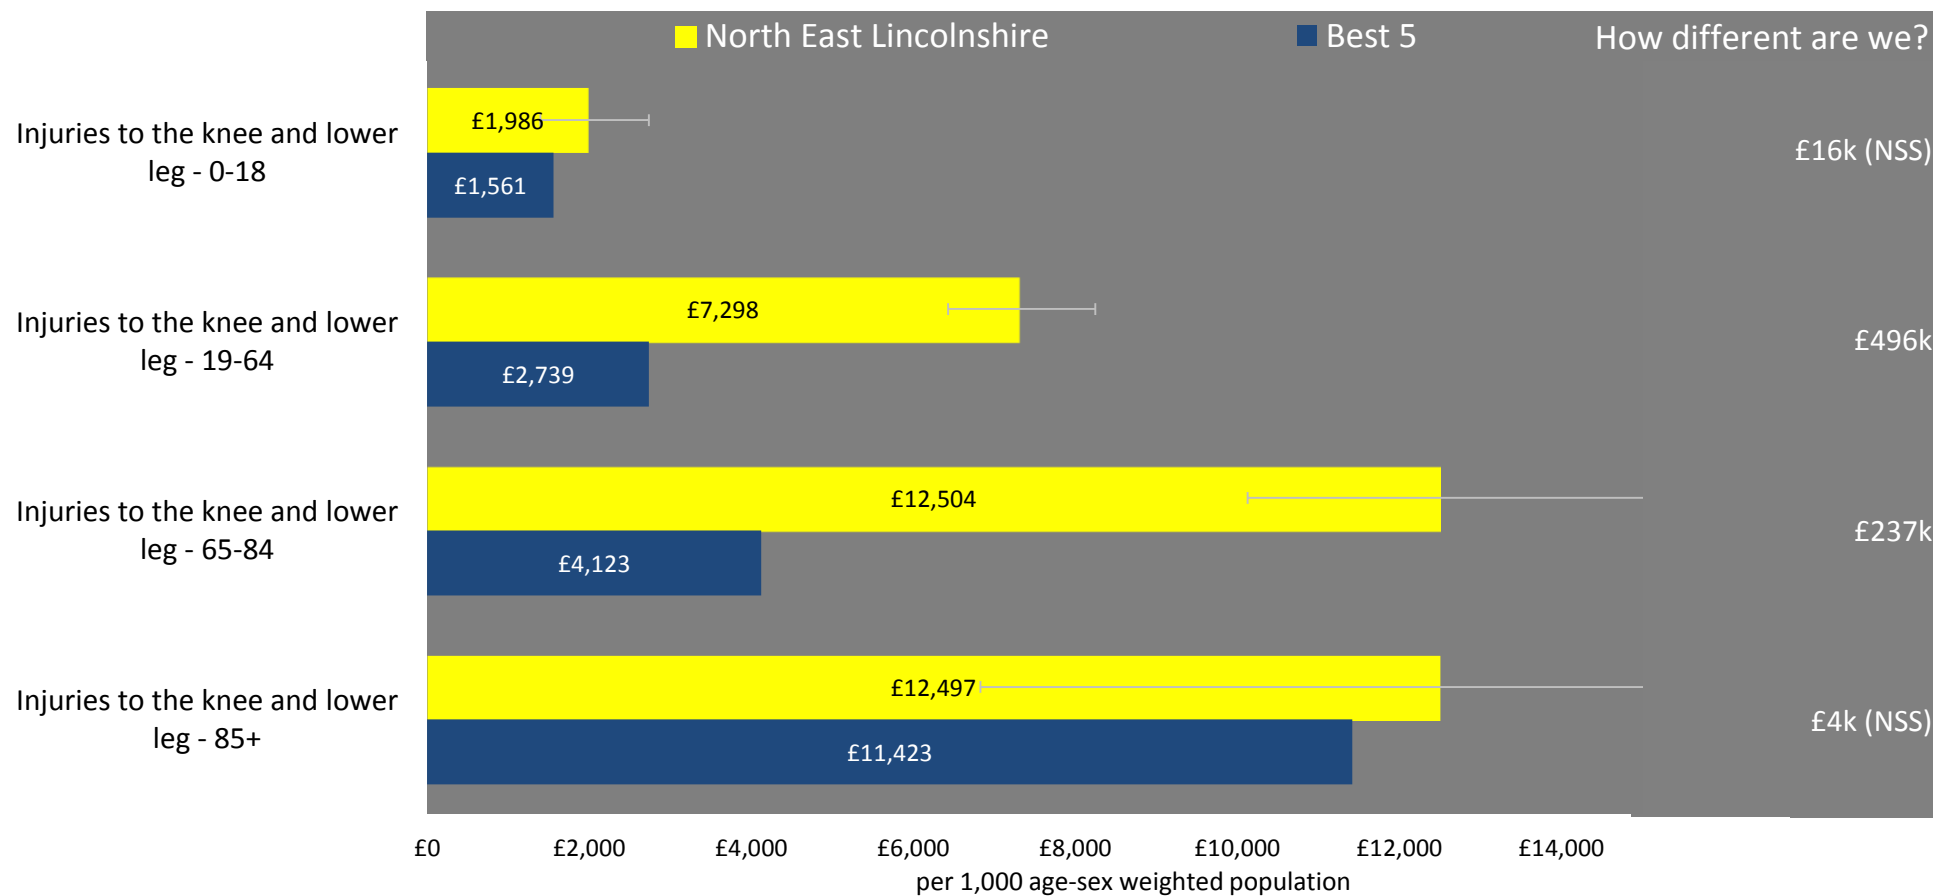 North East Lincolnshire
Best 5
How different are we?
Injuries to the knee and lower
leg - 0-18
£1,986
£1,561
£16k (NSS)
Injuries to the knee and lower
leg - 19-64
£7,298
£2,739
£496k
Injuries to the knee and lower
leg - 65-84
£12,504
£4,123
£237k
Injuries to the knee and lower
leg - 85+
£12,497
£11,423
£4k (NSS)
£0 £2,000 £4,000 £6,000 £8,000 £10,000 £12,000 £14,000
per 1,000 age-sex weighted population